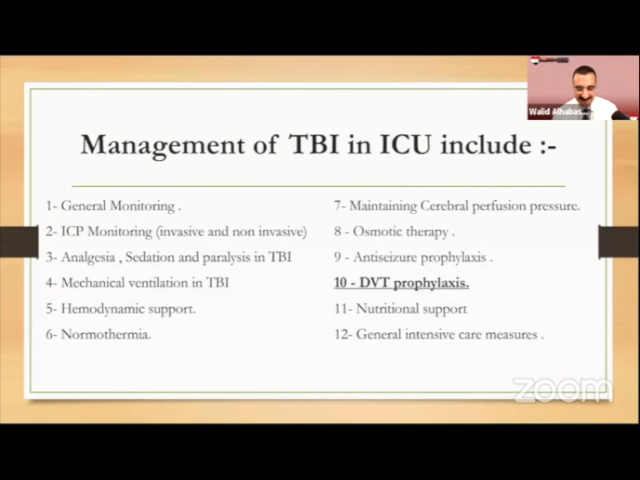 Walid Alhabas...
Management of TBI in ICU include :-
1- General Monitoring .
2- ICP Monitoring (invasive and non invasive)
3- Analgesia , Sedation and paralysis in TBI
4- Mechanical ventilation in TBI
5- Hemodynamic support.
6- Normothermia.
7- Maintaining Cerebral perfusion pressure.
8 - Osmotic therapy .
9 - Antiseizure prophylaxis .
10 - DVT prophylaxis.
11- Nutritional support
12- General intensive care measures .
zoom